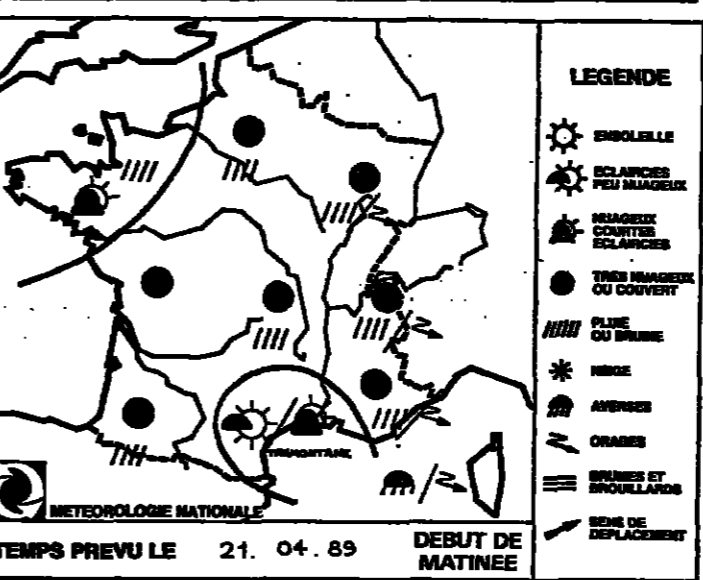 LEGENDE
ENSOLEILLE
ECLAIRCIES
PEU NUAGEUX
NUAGEUX
COURTES
ECLAIRCIES
TRES NUAGEUX
OU COUVERT
PLUIE
OU BRUINE
NEIGE
AVERSES
ORAGES
BRUMES ET
BROUILLARDS
SENS DE
DEPLACEMENT
TRAMONTANE
METEOROLOGIE NATIONALE
TEMPS PREVU LE 21. 04. 89 DEBUT DE
MATINEE